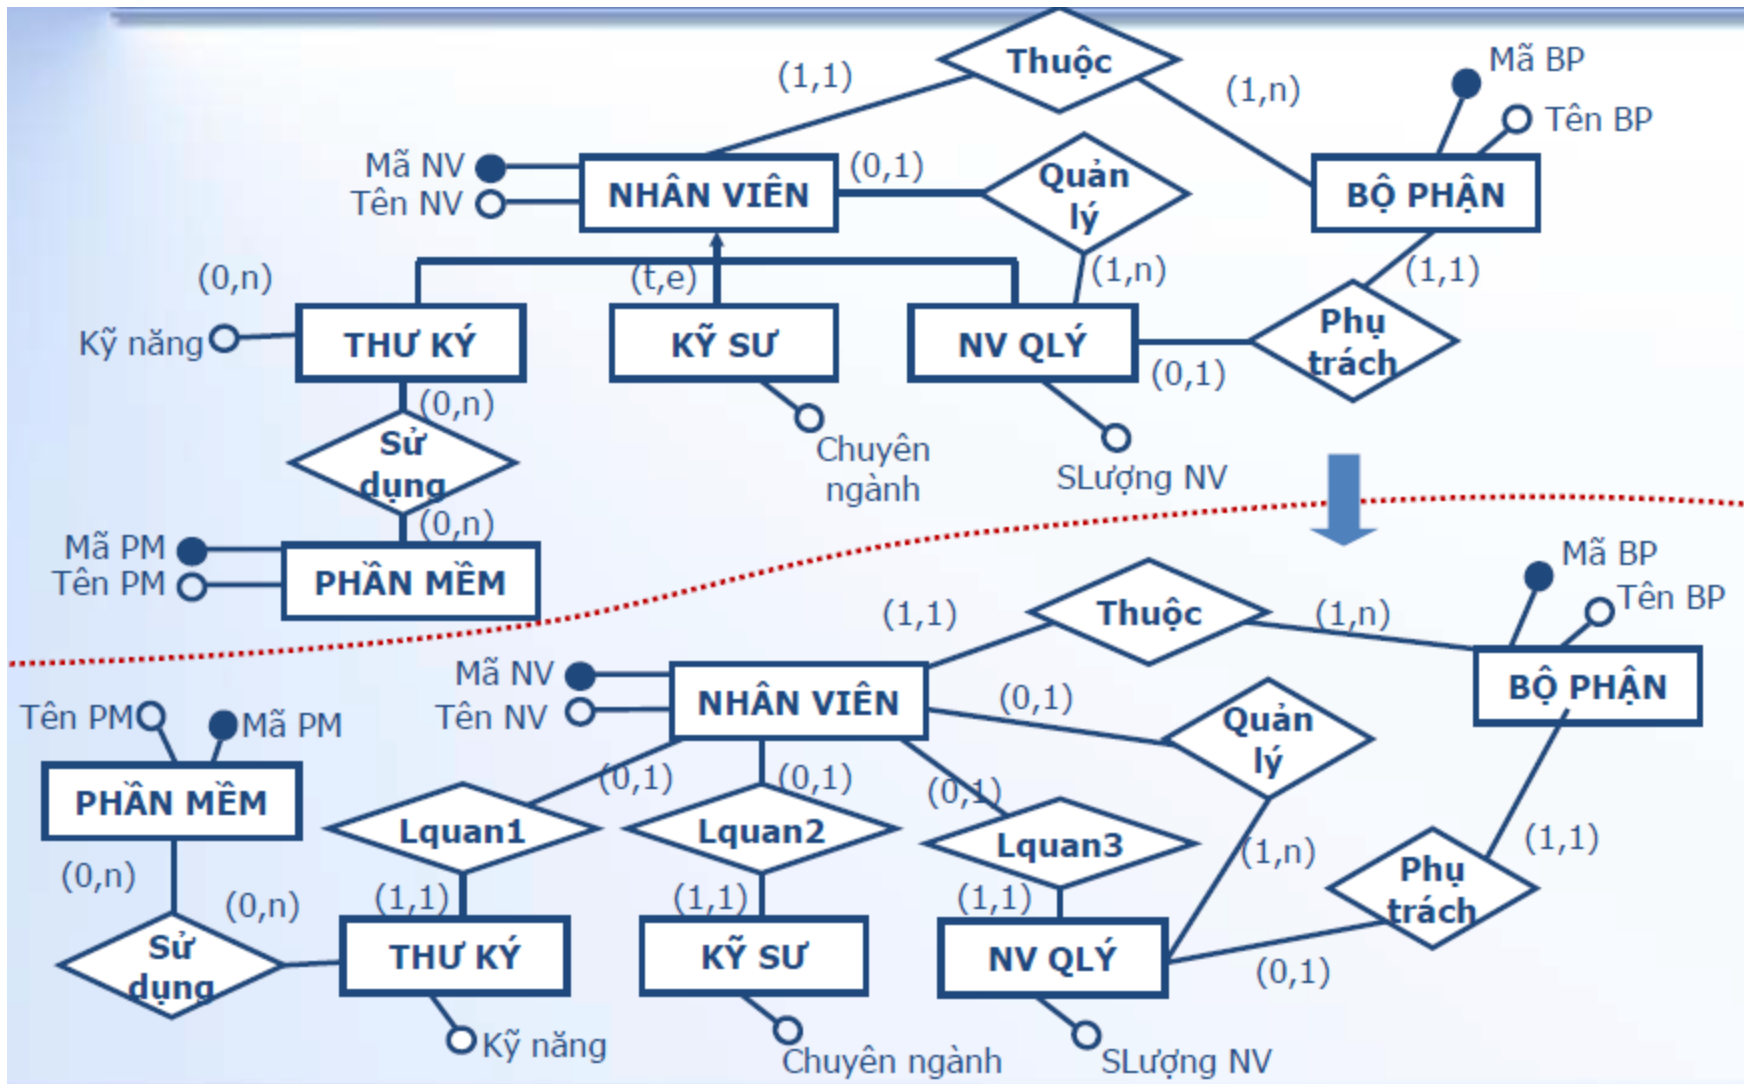 Thuộc
Mã BP
(1,1)
(1,n)
Tên BP
Mã NV
(0,1)
Quản
lý
Tên NV
NHÂN VIÊN
BỘ PHẬN
(0,n)
(t,e)
(1,n)
(1,1)
Kỹ năng
THƯ KÝ
KỸ SƯ
NV QLÝ
Phụ
trách
(0,1)
(0,n)
Sử
dụng
Chuyên
ngành
SLượng NV
(0,n)
Mã PM
Tên PM
PHẦN MỀM
Mã BP
Tên BP
(1,1)
Thuộc
(1,n)
Mã NV
Tên NV
NHÂN VIÊN
(0,1)
BỘ PHẬN
Tên PM
Mã PM
Quản
lý
PHẦN MỀM
(0,1)
(0,1)
(0,1)
Lquan1
Lquan2
Lquan3
(1,n)
(1,1)
(0,n)
(0,n)
(1,1)
(1,1)
(1,1)
Phụ
trách
Sử
dụng
THƯ KÝ
KỸ SƯ
NV QLÝ
(0,1)
Kỹ năng
Chuyên ngành
SLượng NV